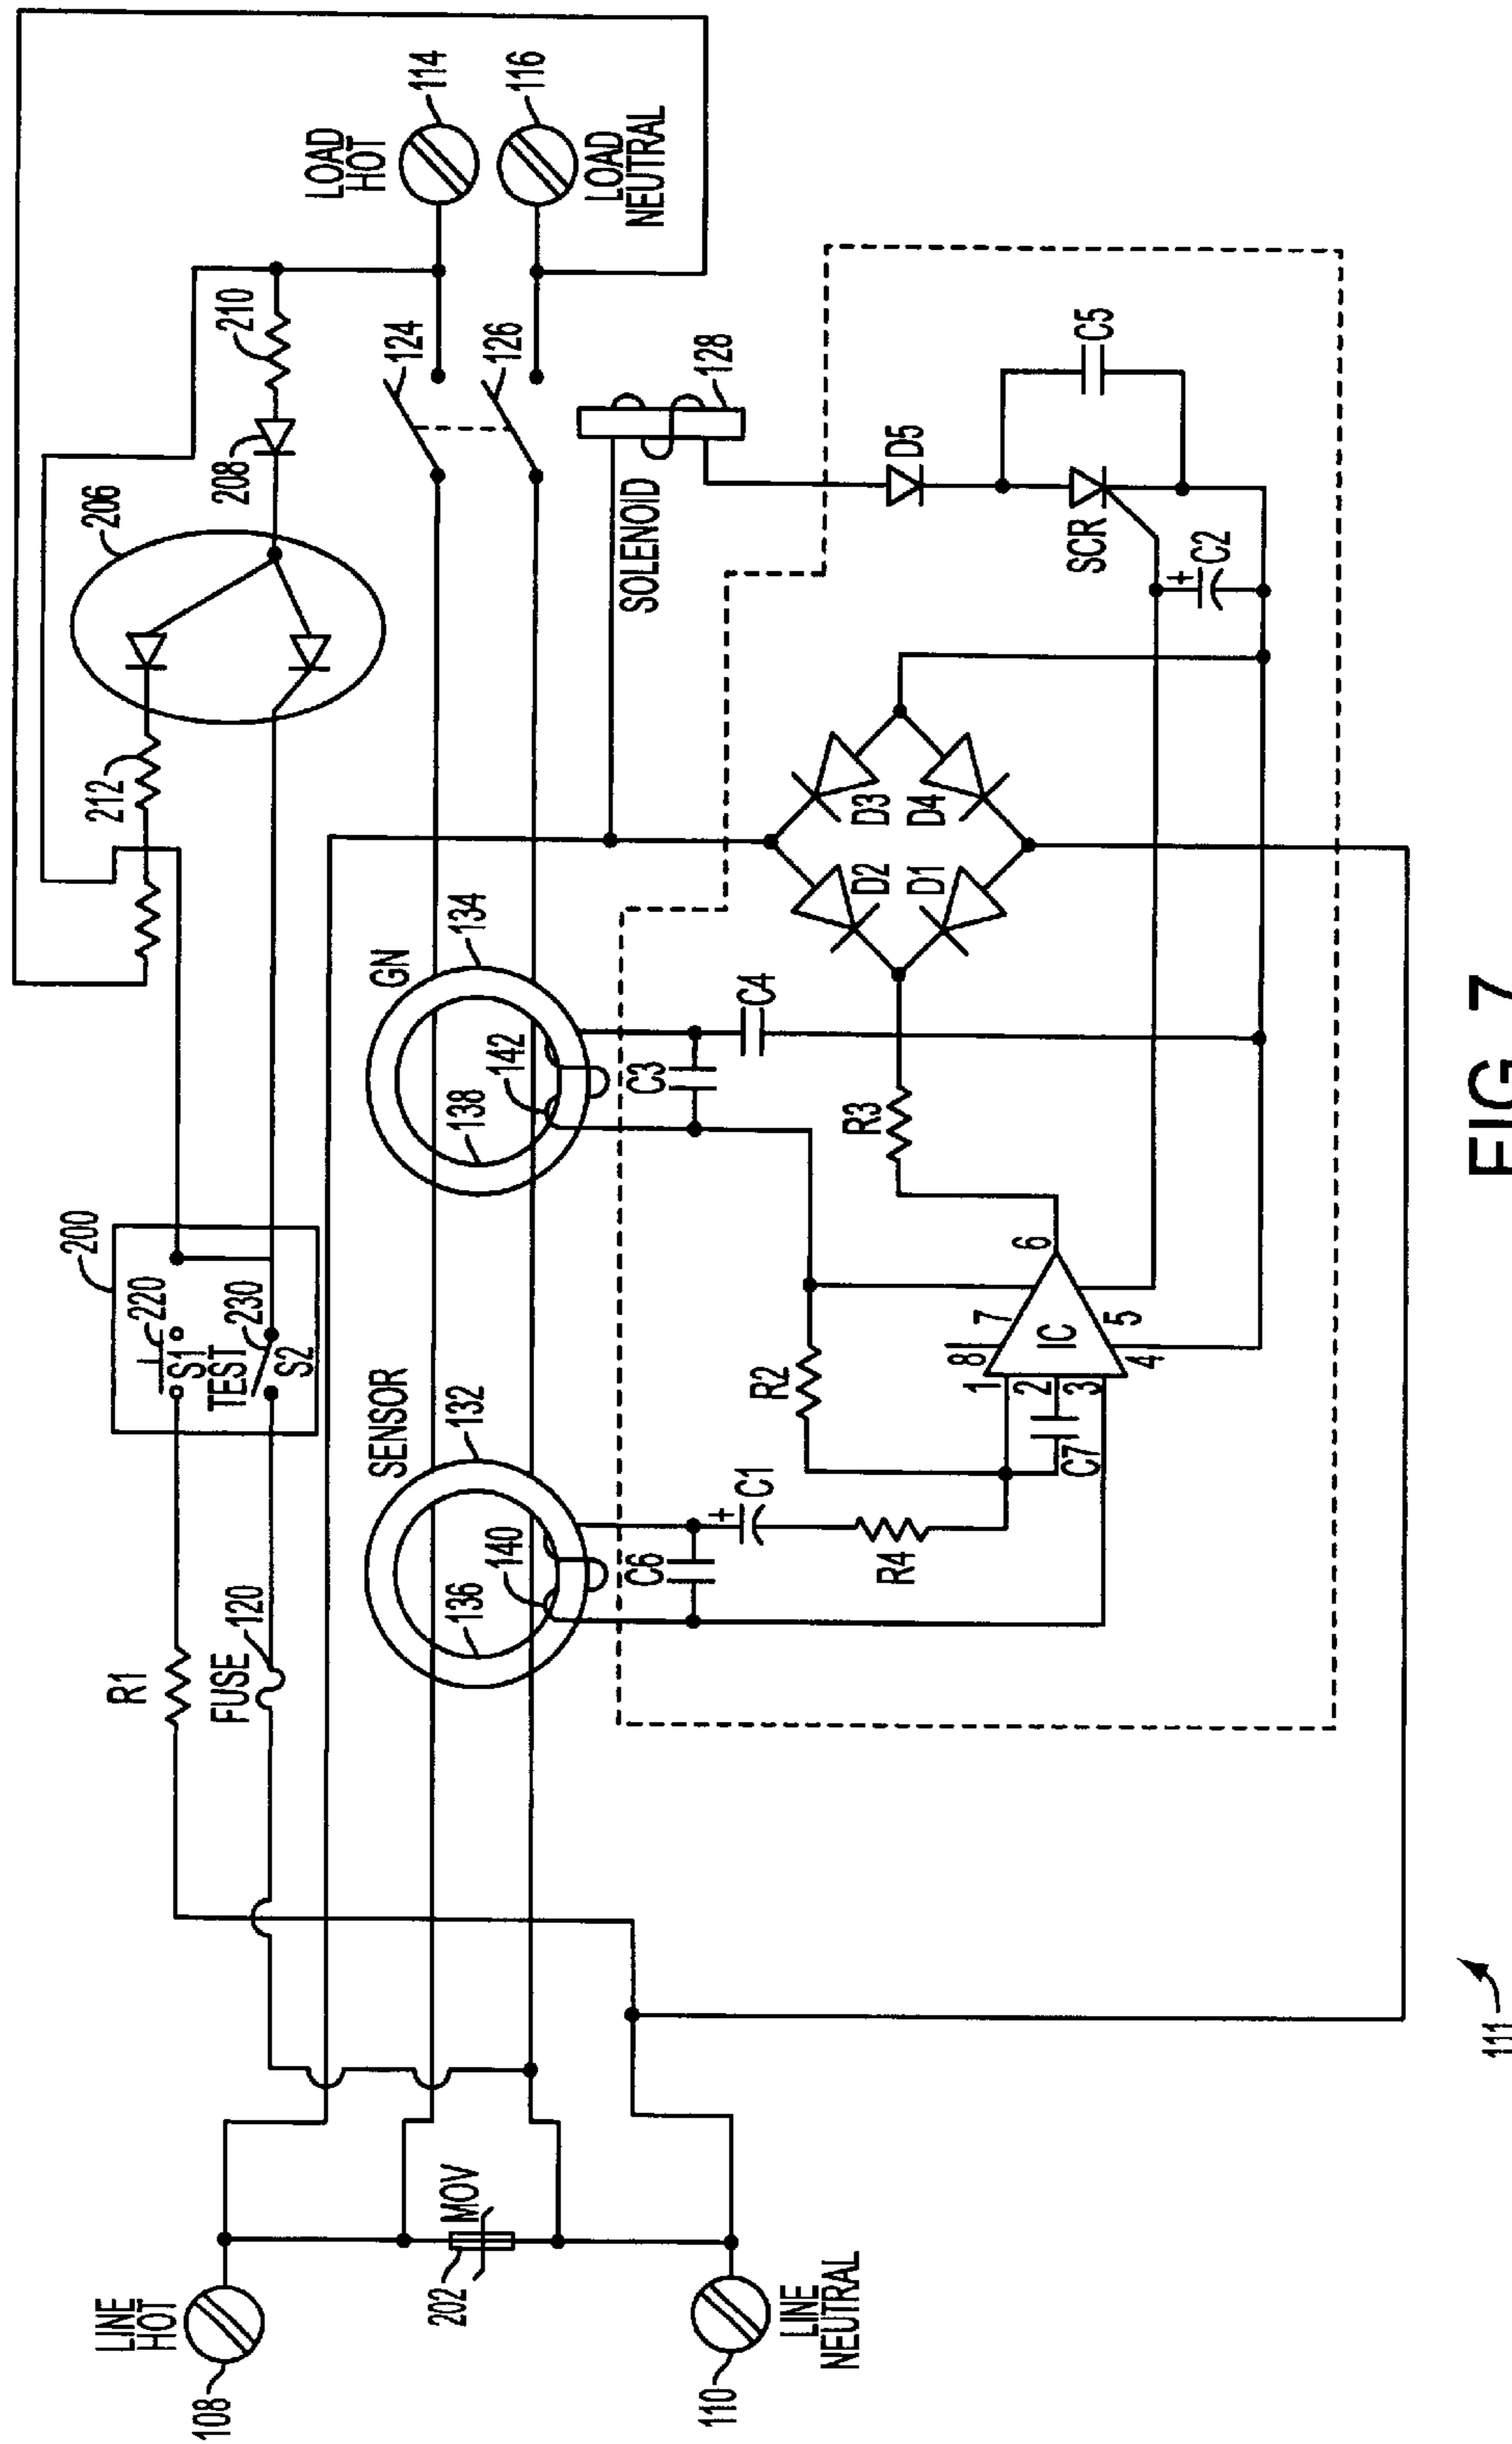 LINE
HOT
108
202
MOV
110
LINE
NEUTRAL
R1
FUSE
120
200
220
S1
TEST
230
S2
212
206
208
210
LOAD
HOT
114
116
LOAD
NEUTRAL
124
126
SENSOR
132
136
140
GN
134
138
142
SOLENOID
128
C6
+
C1
R4
R2
C3
C4
R3
C7
IC
1
2
3
4
5
6
7
8
D2
D1
D3
D4
D5
SCR
C5
+
C2
111
FIG. 7